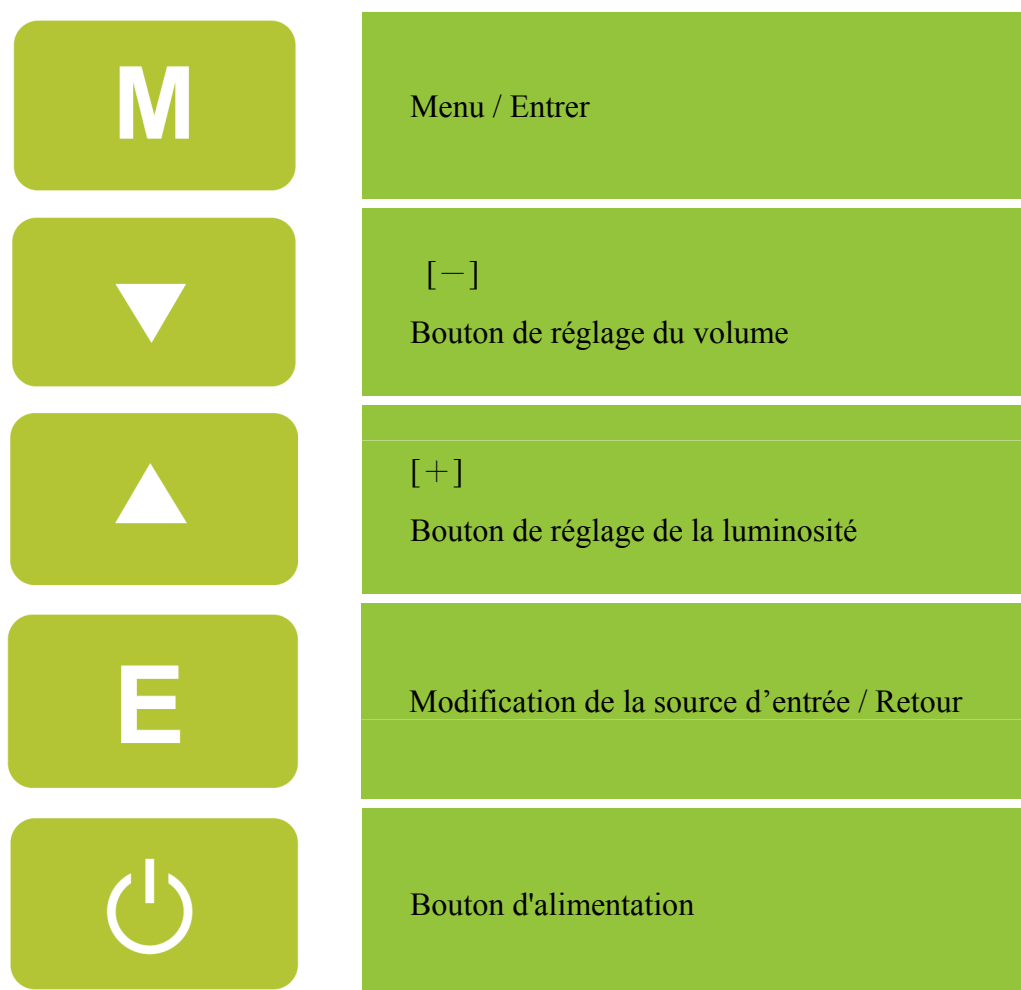 M
Menu / Entrer
[－]
Bouton de réglage du volume
[＋]
Bouton de réglage de la luminosité
E
Modification de la source d’entrée / Retour
Bouton d'alimentation